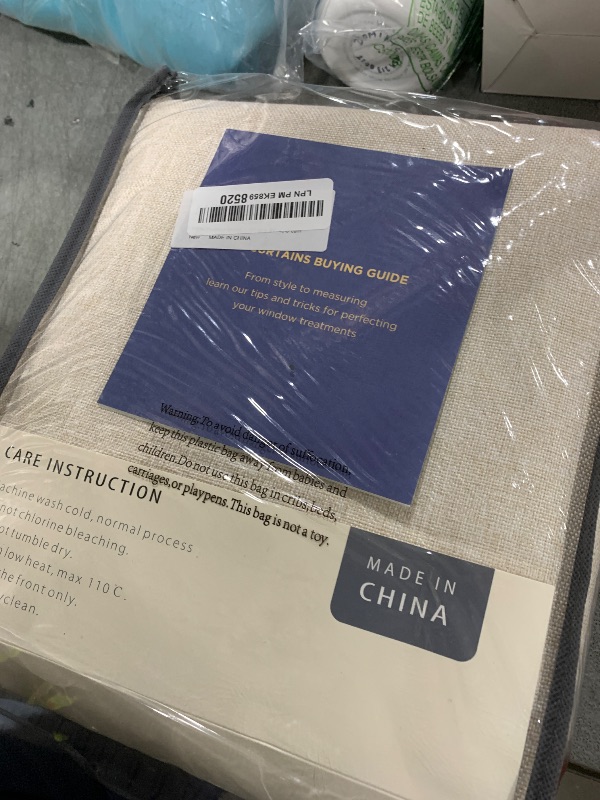 LPN PM EK859 8520
MADE IN CHINA
CURTAINS BUYING GUIDE
From style to measuring
learn our tips and tricks for perfecting
your window treatments
Warning:To avoid danger of suffocation,
keep this plastic bag away from babies and
children.Do not use this bag in cribs,beds,
carriages,or playpens.This bag is not a toy.
CARE INSTRUCTION
achine wash cold, normal process
not chlorine bleaching.
ot tumble dry.
low heat, max 110℃.
the front only.
yclean.
MADE IN
CHINA